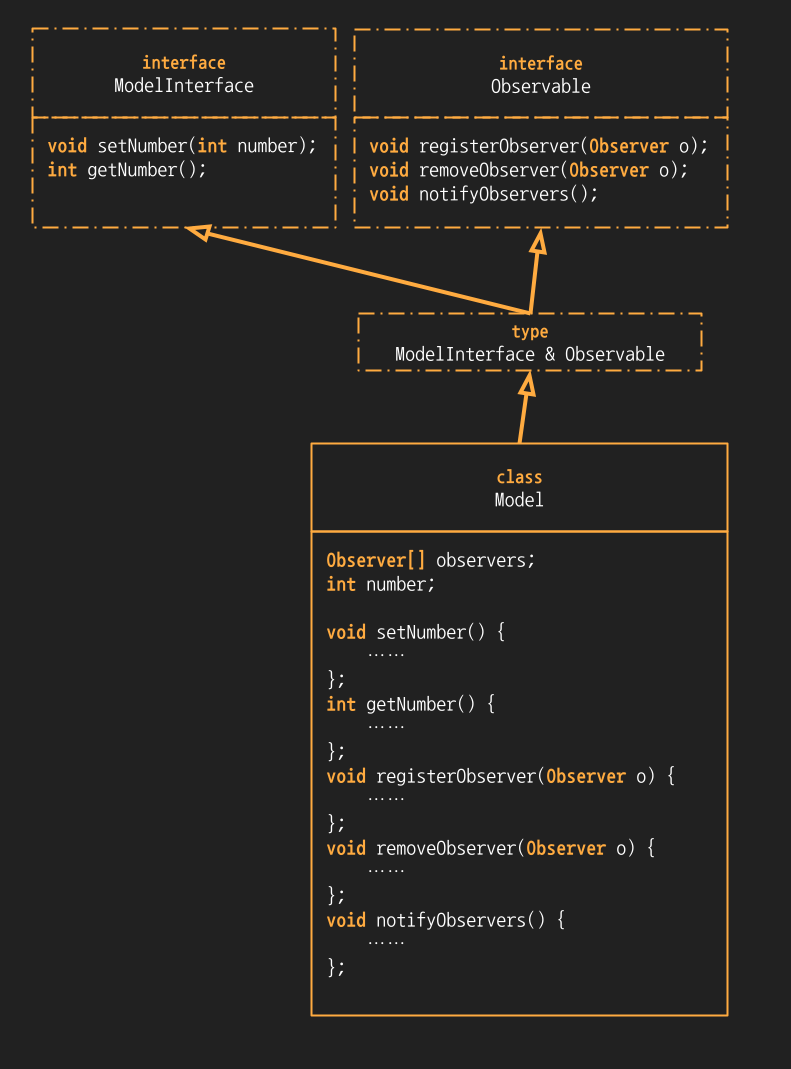 interface
ModelInterface
void setNumber(int number);
int getNumber();
interface
Observable
void registerObserver(Observer o);
void removeObserver(Observer o);
void notifyObservers();
type
ModelInterface & Observable
class
Model
Observer[] observers;
int number;
void setNumber() {
……
};
int getNumber() {
……
};
void registerObserver(Observer o) {
……
};
void removeObserver(Observer o) {
……
};
void notifyObservers() {
……
};